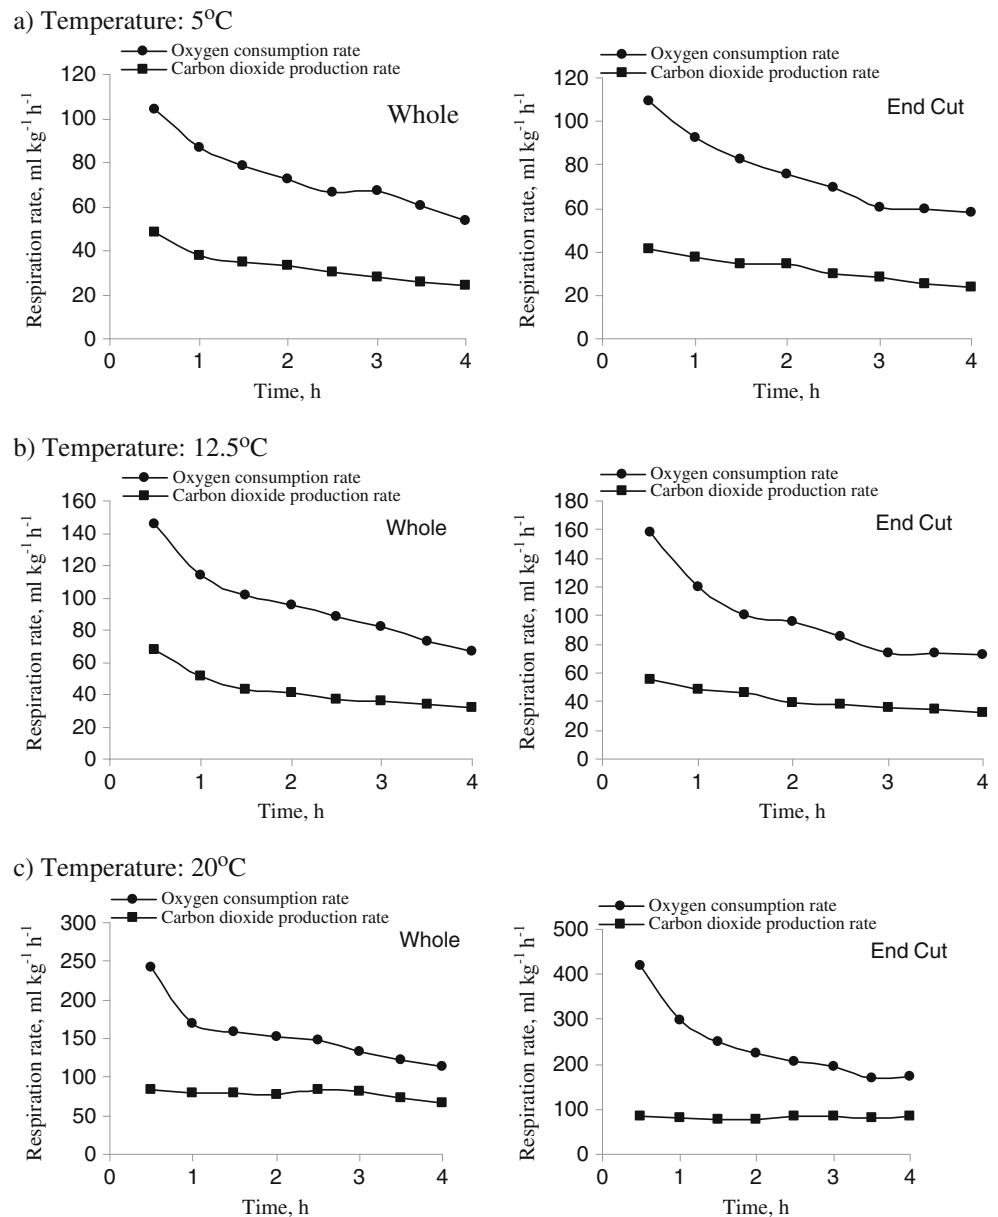 a) Temperature: 5°C
Oxygen consumption rate
Carbon dioxide production rate
Whole
Respiration rate, ml kg⁻¹ h⁻¹
120
100
80
60
40
20
0
0 1 2 3 4
Time, h
Oxygen consumption rate
Carbon dioxide production rate
End Cut
Respiration rate, ml kg⁻¹ h⁻¹
120
100
80
60
40
20
0
0 1 2 3 4
Time, h
b) Temperature: 12.5°C
Oxygen consumption rate
Carbon dioxide production rate
Whole
Respiration rate, ml kg⁻¹ h⁻¹
160
140
120
100
80
60
40
20
0
0 1 2 3 4
Time, h
Oxygen consumption rate
Carbon dioxide production rate
End Cut
Respiration rate, ml kg⁻¹ h⁻¹
180
160
140
120
100
80
60
40
20
0
0 1 2 3 4
Time, h
c) Temperature: 20°C
Oxygen consumption rate
Carbon dioxide production rate
Whole
Respiration rate, ml kg⁻¹ h⁻¹
300
250
200
150
100
50
0
0 1 2 3 4
Time, h
Oxygen consumption rate
Carbon dioxide production rate
End Cut
Respiration rate, ml kg⁻¹ h⁻¹
500
400
300
200
100
0
0 1 2 3 4
Time, h